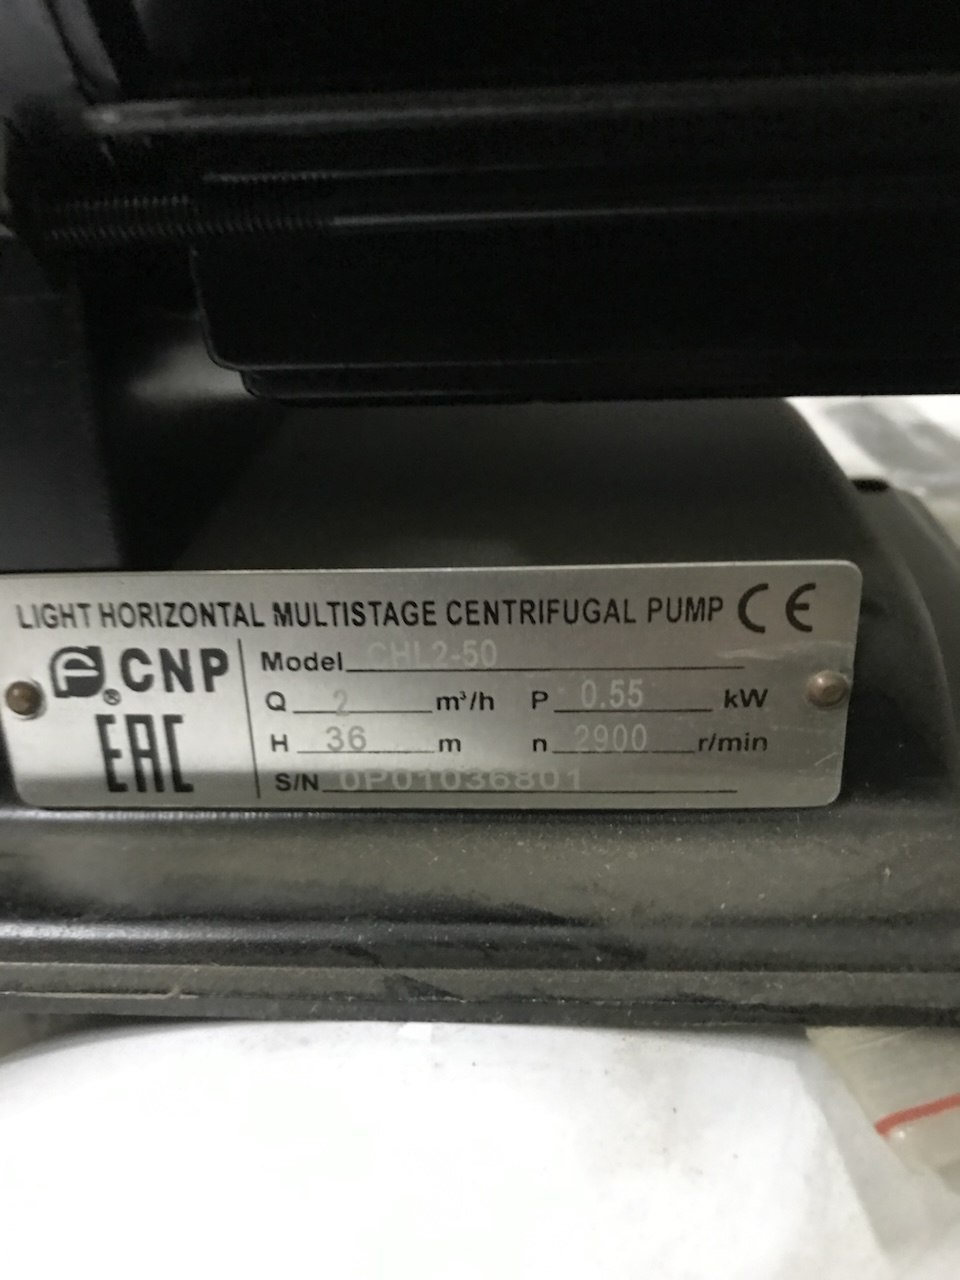 LIGHT HORIZONTAL MULTISTAGE CENTRIFUGAL PUMP CE
CNP
®
EAC
Model CHL2-50
Q 2 m³/h P 0.55 kW
H 36 m n 2900 r/min
S/N 0P01036801